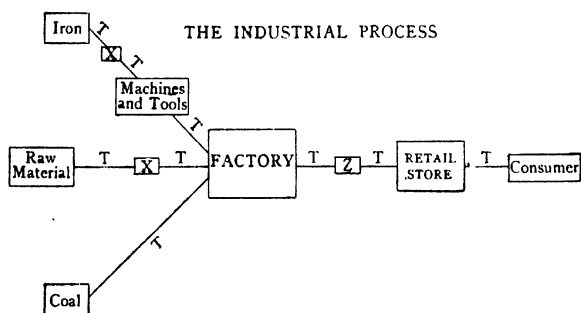 THE INDUSTRIAL PROCESS
Iron
T
X
T
Machines
and Tools
T
Raw
Material
T
X
T
FACTORY
T
Z
T
RETAIL
STORE
T
Consumer
T
Coal